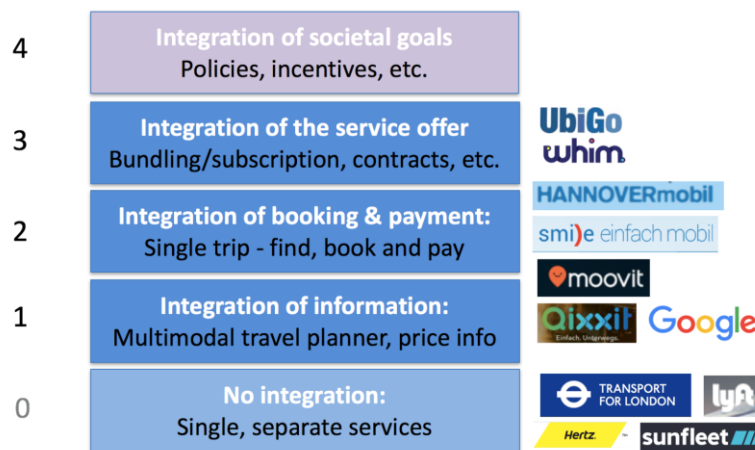 4
Integration of societal goals
Policies, incentives, etc.
3
Integration of the service offer
Bundling/subscription, contracts, etc.
UbiGo
whim
2
Integration of booking & payment:
Single trip - find, book and pay
HANNOVERmobil
smi)e einfach mobil
1
Integration of information:
Multimodal travel planner, price info
moovit
Qixxit
Einfach. Unterwegs.
Google
0
No integration:
Single, separate services
TRANSPORT
FOR LONDON
lyft
Hertz.
sunfleet